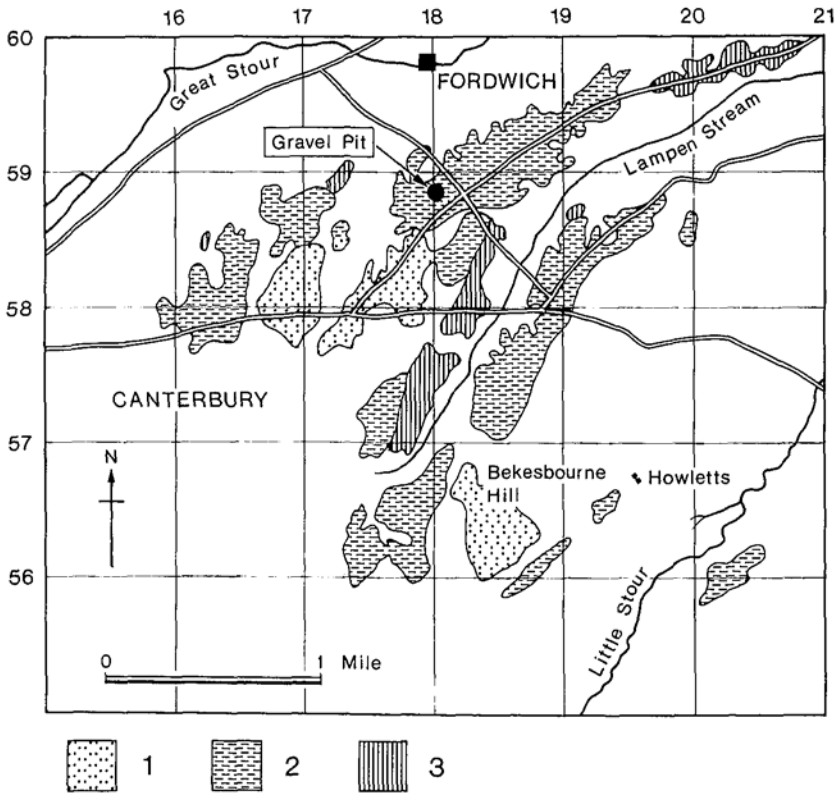 16 17 18 19 20 21
60
59
58
57
56
Great Stour
FORDWICH
Gravel Pit
Lampen Stream
CANTERBURY
N
Bekesbourne
Hill
Howletts
Little Stour
0 1 Mile
1 2 3